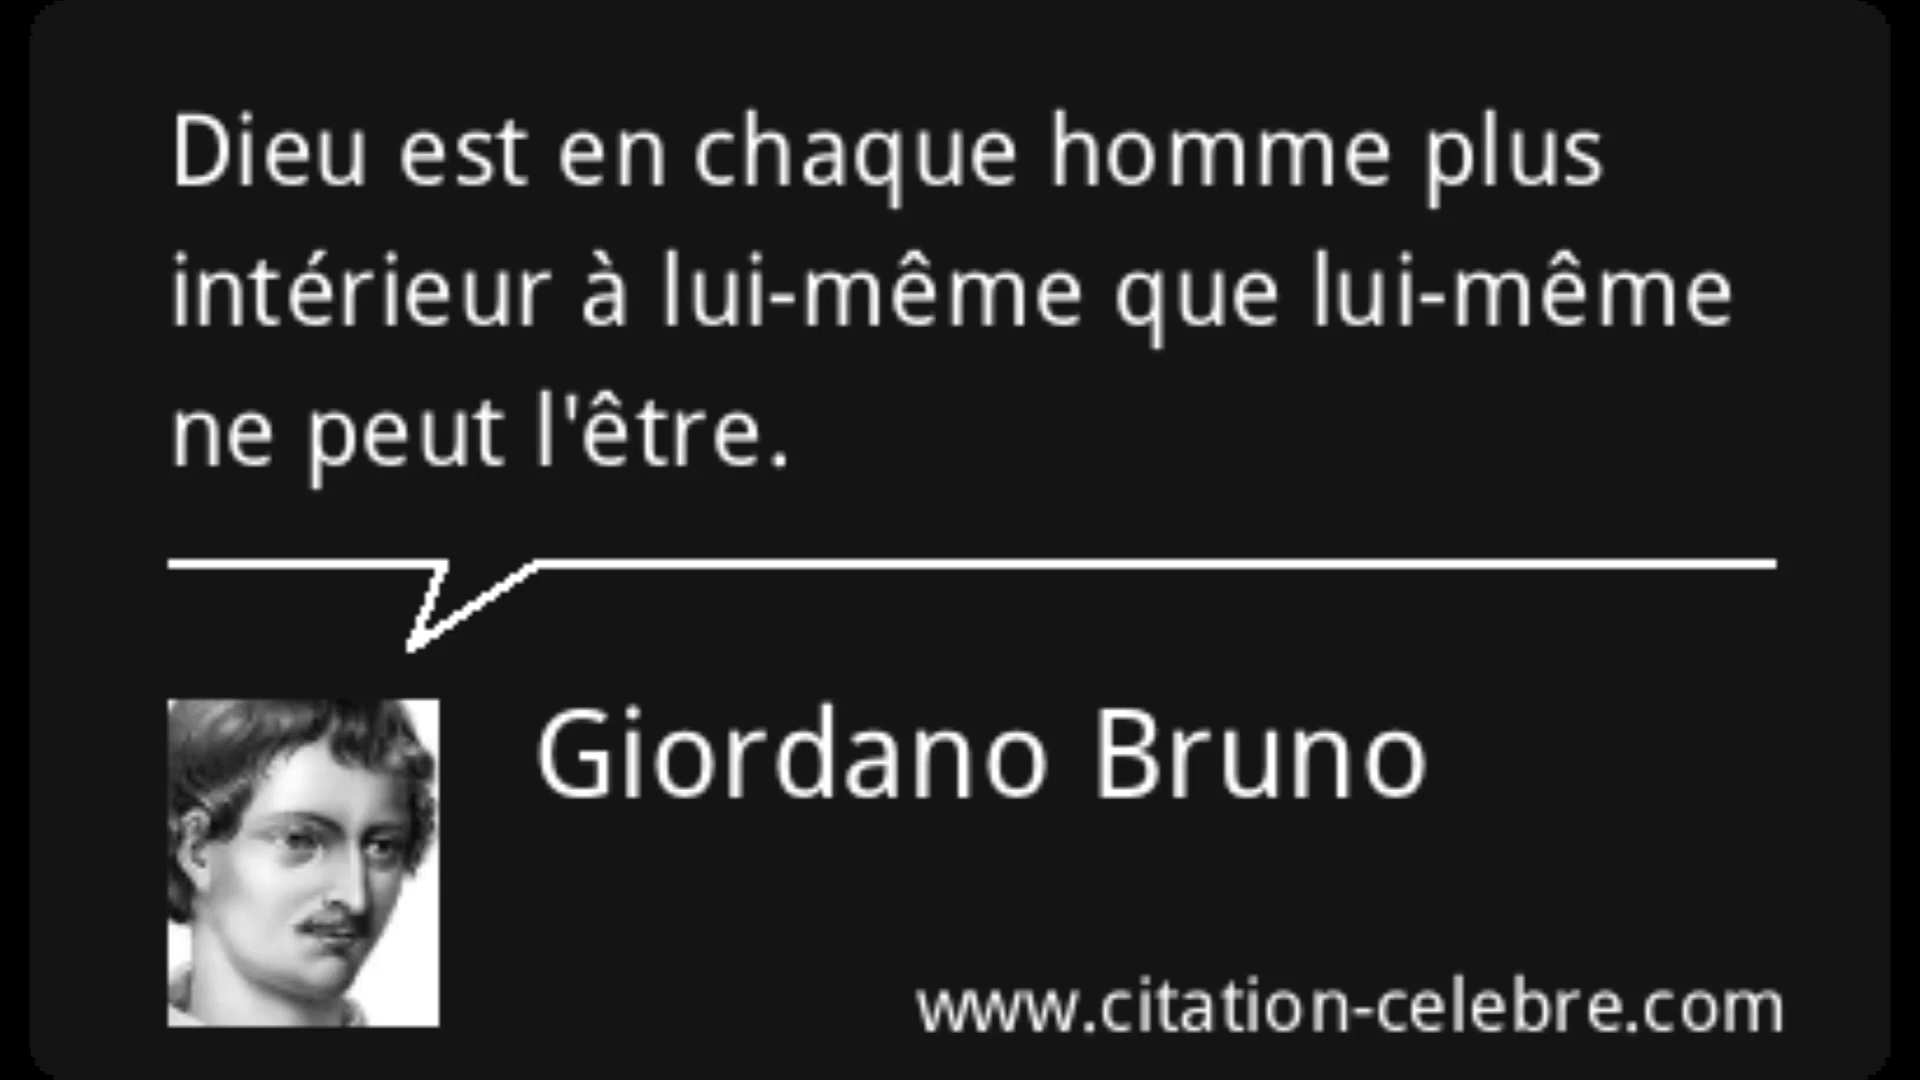 Dieu est en chaque homme plus
intérieur à lui-même que lui-même
ne peut l'être.
Giordano Bruno
www.citation-celebre.com